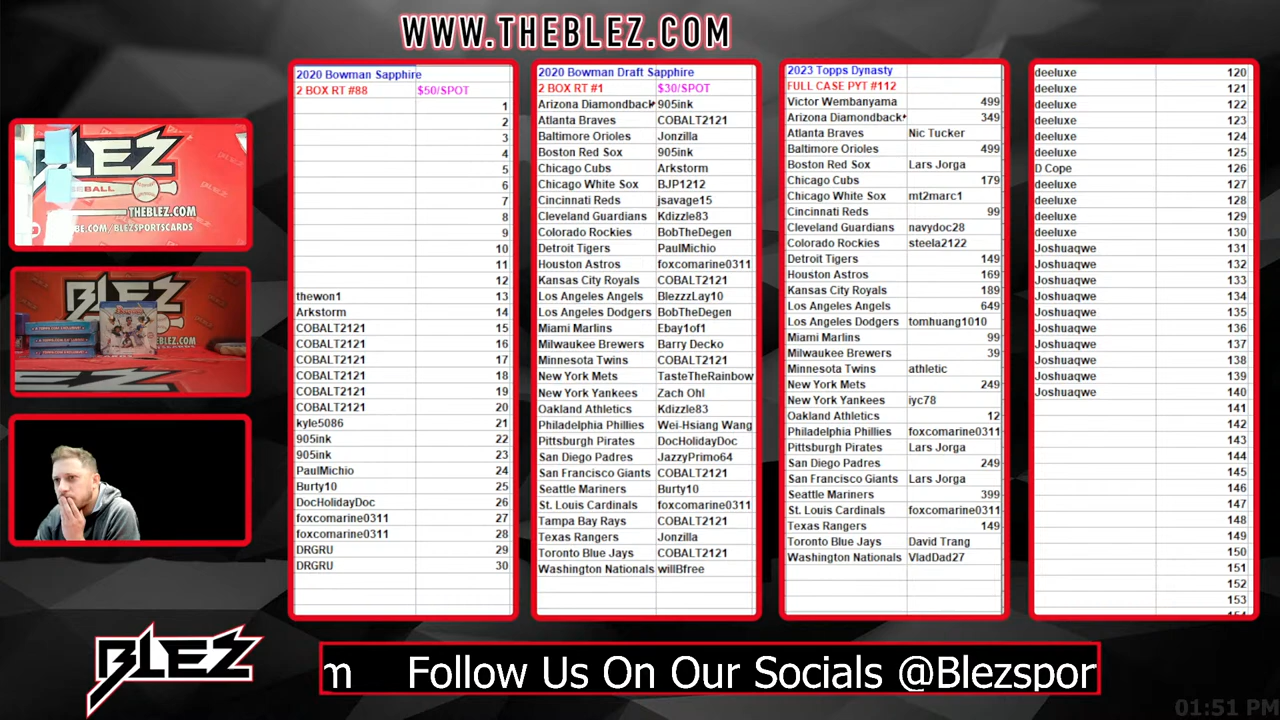 WWW.THEBLEZ.COM
2020 Bowman Sapphire
2 BOX RT #88 $50/SPOT
1
2
3
4
5
6
7
8
9
10
11
12
thewon1 13
Arkstorm 14
COBALT2121 15
COBALT2121 16
COBALT2121 17
COBALT2121 18
COBALT2121 19
COBALT2121 20
kyle5086 21
905ink 22
905ink 23
PaulMichio 24
Burty10 25
DocHolidayDoc 26
foxcomarine0311 27
foxcomarine0311 28
DRGRU 29
DRGRU 30
2020 Bowman Draft Sapphire
2 BOX RT #1 $30/SPOT
Arizona Diamondback 905ink
Atlanta Braves COBALT2121
Baltimore Orioles Jonzilla
Boston Red Sox 905ink
Chicago Cubs Arkstorm
Chicago White Sox BJP1212
Cincinnati Reds jsavage15
Cleveland Guardians Kdizzle83
Colorado Rockies BobTheDegen
Detroit Tigers PaulMichio
Houston Astros foxcomarine0311
Kansas City Royals COBALT2121
Los Angeles Angels BlezzzLay10
Los Angeles Dodgers BobTheDegen
Miami Marlins Ebay1of1
Milwaukee Brewers Barry Decko
Minnesota Twins COBALT2121
New York Mets TasteTheRainbow
New York Yankees Zach Ohl
Oakland Athletics Kdizzle83
Philadelphia Phillies Wei-Hsiang Wang
Pittsburgh Pirates DocHolidayDoc
San Diego Padres JazzyPrimo64
San Francisco Giants COBALT2121
Seattle Mariners Burty10
St. Louis Cardinals foxcomarine0311
Tampa Bay Rays COBALT2121
Texas Rangers Jonzilla
Toronto Blue Jays COBALT2121
Washington Nationals willBfree
2023 Topps Dynasty
FULL CASE PYT #112
Victor Wembanyama 499
Arizona Diamondback 349
Atlanta Braves Nic Tucker
Baltimore Orioles 499
Boston Red Sox Lars Jorga
Chicago Cubs 179
Chicago White Sox mt2marc1
Cincinnati Reds 99
Cleveland Guardians navydoc28
Colorado Rockies steela2122
Detroit Tigers 149
Houston Astros 169
Kansas City Royals 189
Los Angeles Angels 649
Los Angeles Dodgers tomhuang1010
Miami Marlins 99
Milwaukee Brewers 39
Minnesota Twins athletic
New York Mets 249
New York Yankees iyc78
Oakland Athletics 12
Philadelphia Phillies foxcomarine0311
Pittsburgh Pirates Lars Jorga
San Diego Padres 249
San Francisco Giants Lars Jorga
Seattle Mariners 399
St. Louis Cardinals foxcomarine0311
Texas Rangers 149
Toronto Blue Jays David Trang
Washington Nationals VladDad27
deeluxe 120
deeluxe 121
deeluxe 122
deeluxe 123
deeluxe 124
deeluxe 125
D Cope 126
deeluxe 127
deeluxe 128
deeluxe 129
deeluxe 130
Joshuaqwe 131
Joshuaqwe 132
Joshuaqwe 133
Joshuaqwe 134
Joshuaqwe 135
Joshuaqwe 136
Joshuaqwe 137
Joshuaqwe 138
Joshuaqwe 139
Joshuaqwe 140
141
142
143
144
145
146
147
148
149
150
151
152
153
154
BLEZ
THEBLEZ.COM
BLEZ
m Follow Us On Our Socials @Blezspor
01:51 PM